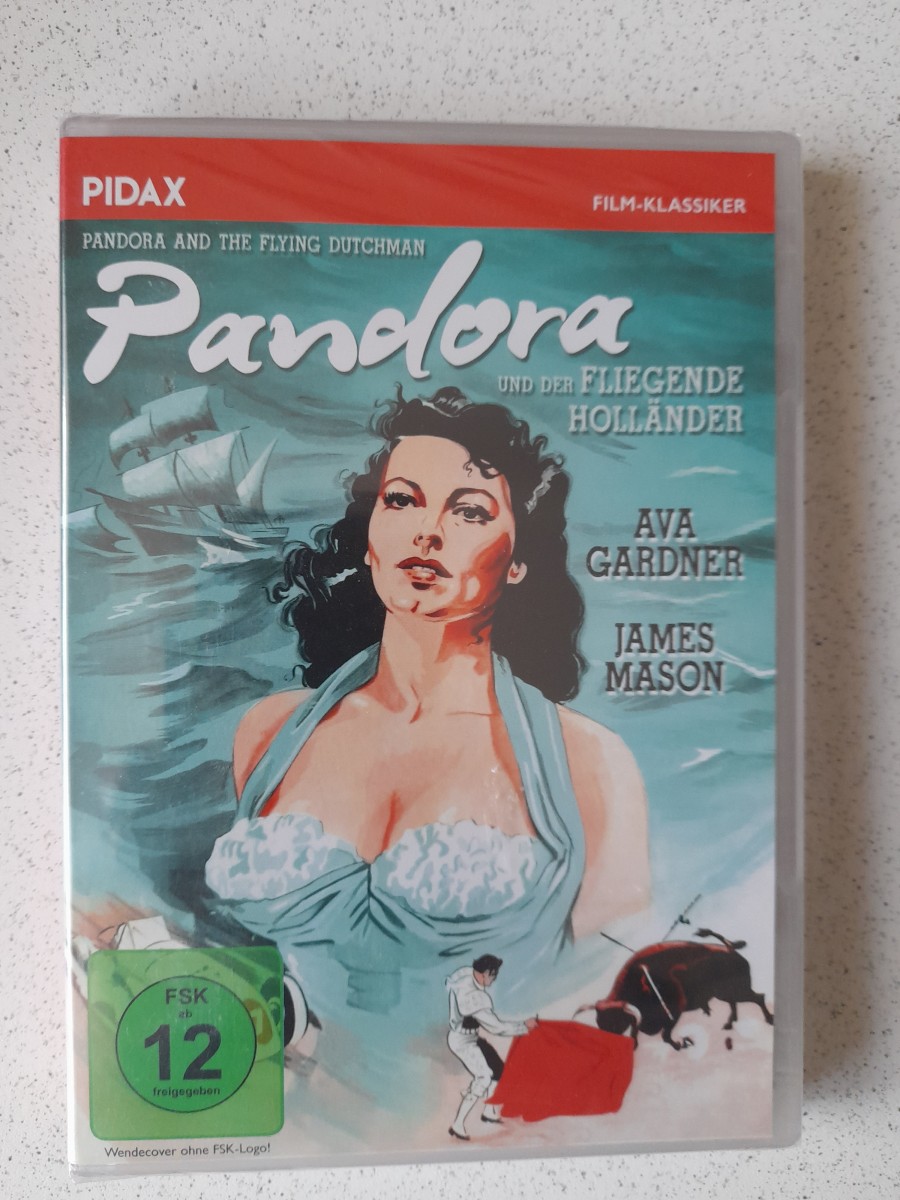 PIDAX
FILM-KLASSIKER
PANDORA AND THE FLYING DUTCHMAN
Pandora
UND DER FLIEGENDE
HOLLÄNDER
AVA
GARDNER
JAMES
MASON
FSK
ab
12
freigegeben
Wendecover ohne FSK-Logo!